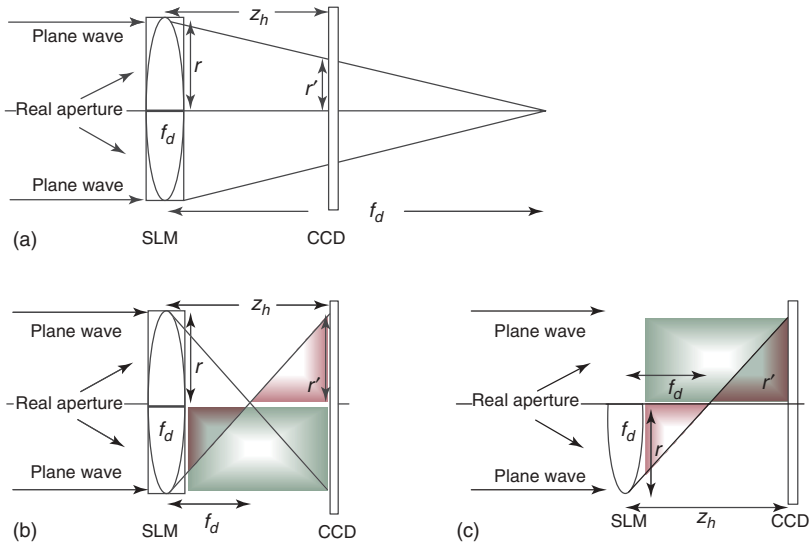 z_h
Plane wave
r
r′
Real aperture
f_d
Plane wave
f_d
(a)
SLM
CCD
z_h
Plane wave
r
r′
Real aperture
f_d
Plane wave
(b)
SLM
f_d
CCD
Plane wave
f_d
r′
Real aperture
f_d
r
Plane wave
(c)
SLM
z_h
CCD